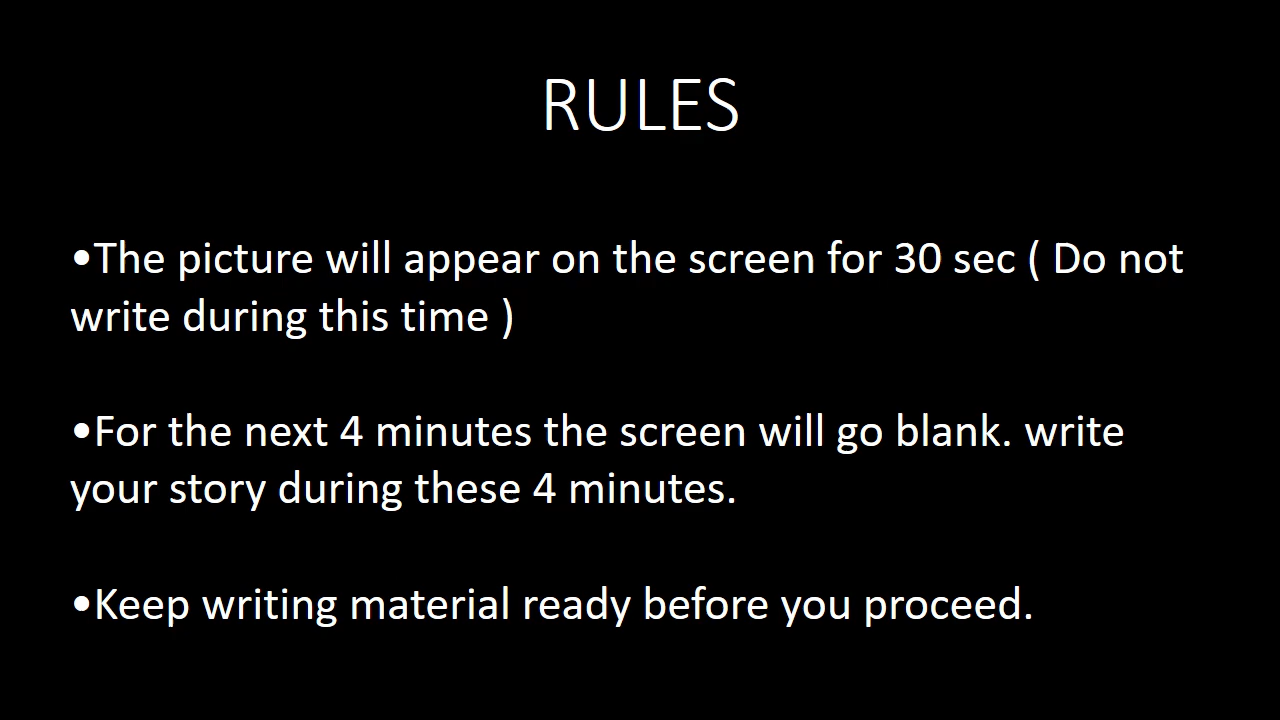 RULES
•The picture will appear on the screen for 30 sec ( Do not
write during this time )
•For the next 4 minutes the screen will go blank. write
your story during these 4 minutes.
•Keep writing material ready before you proceed.